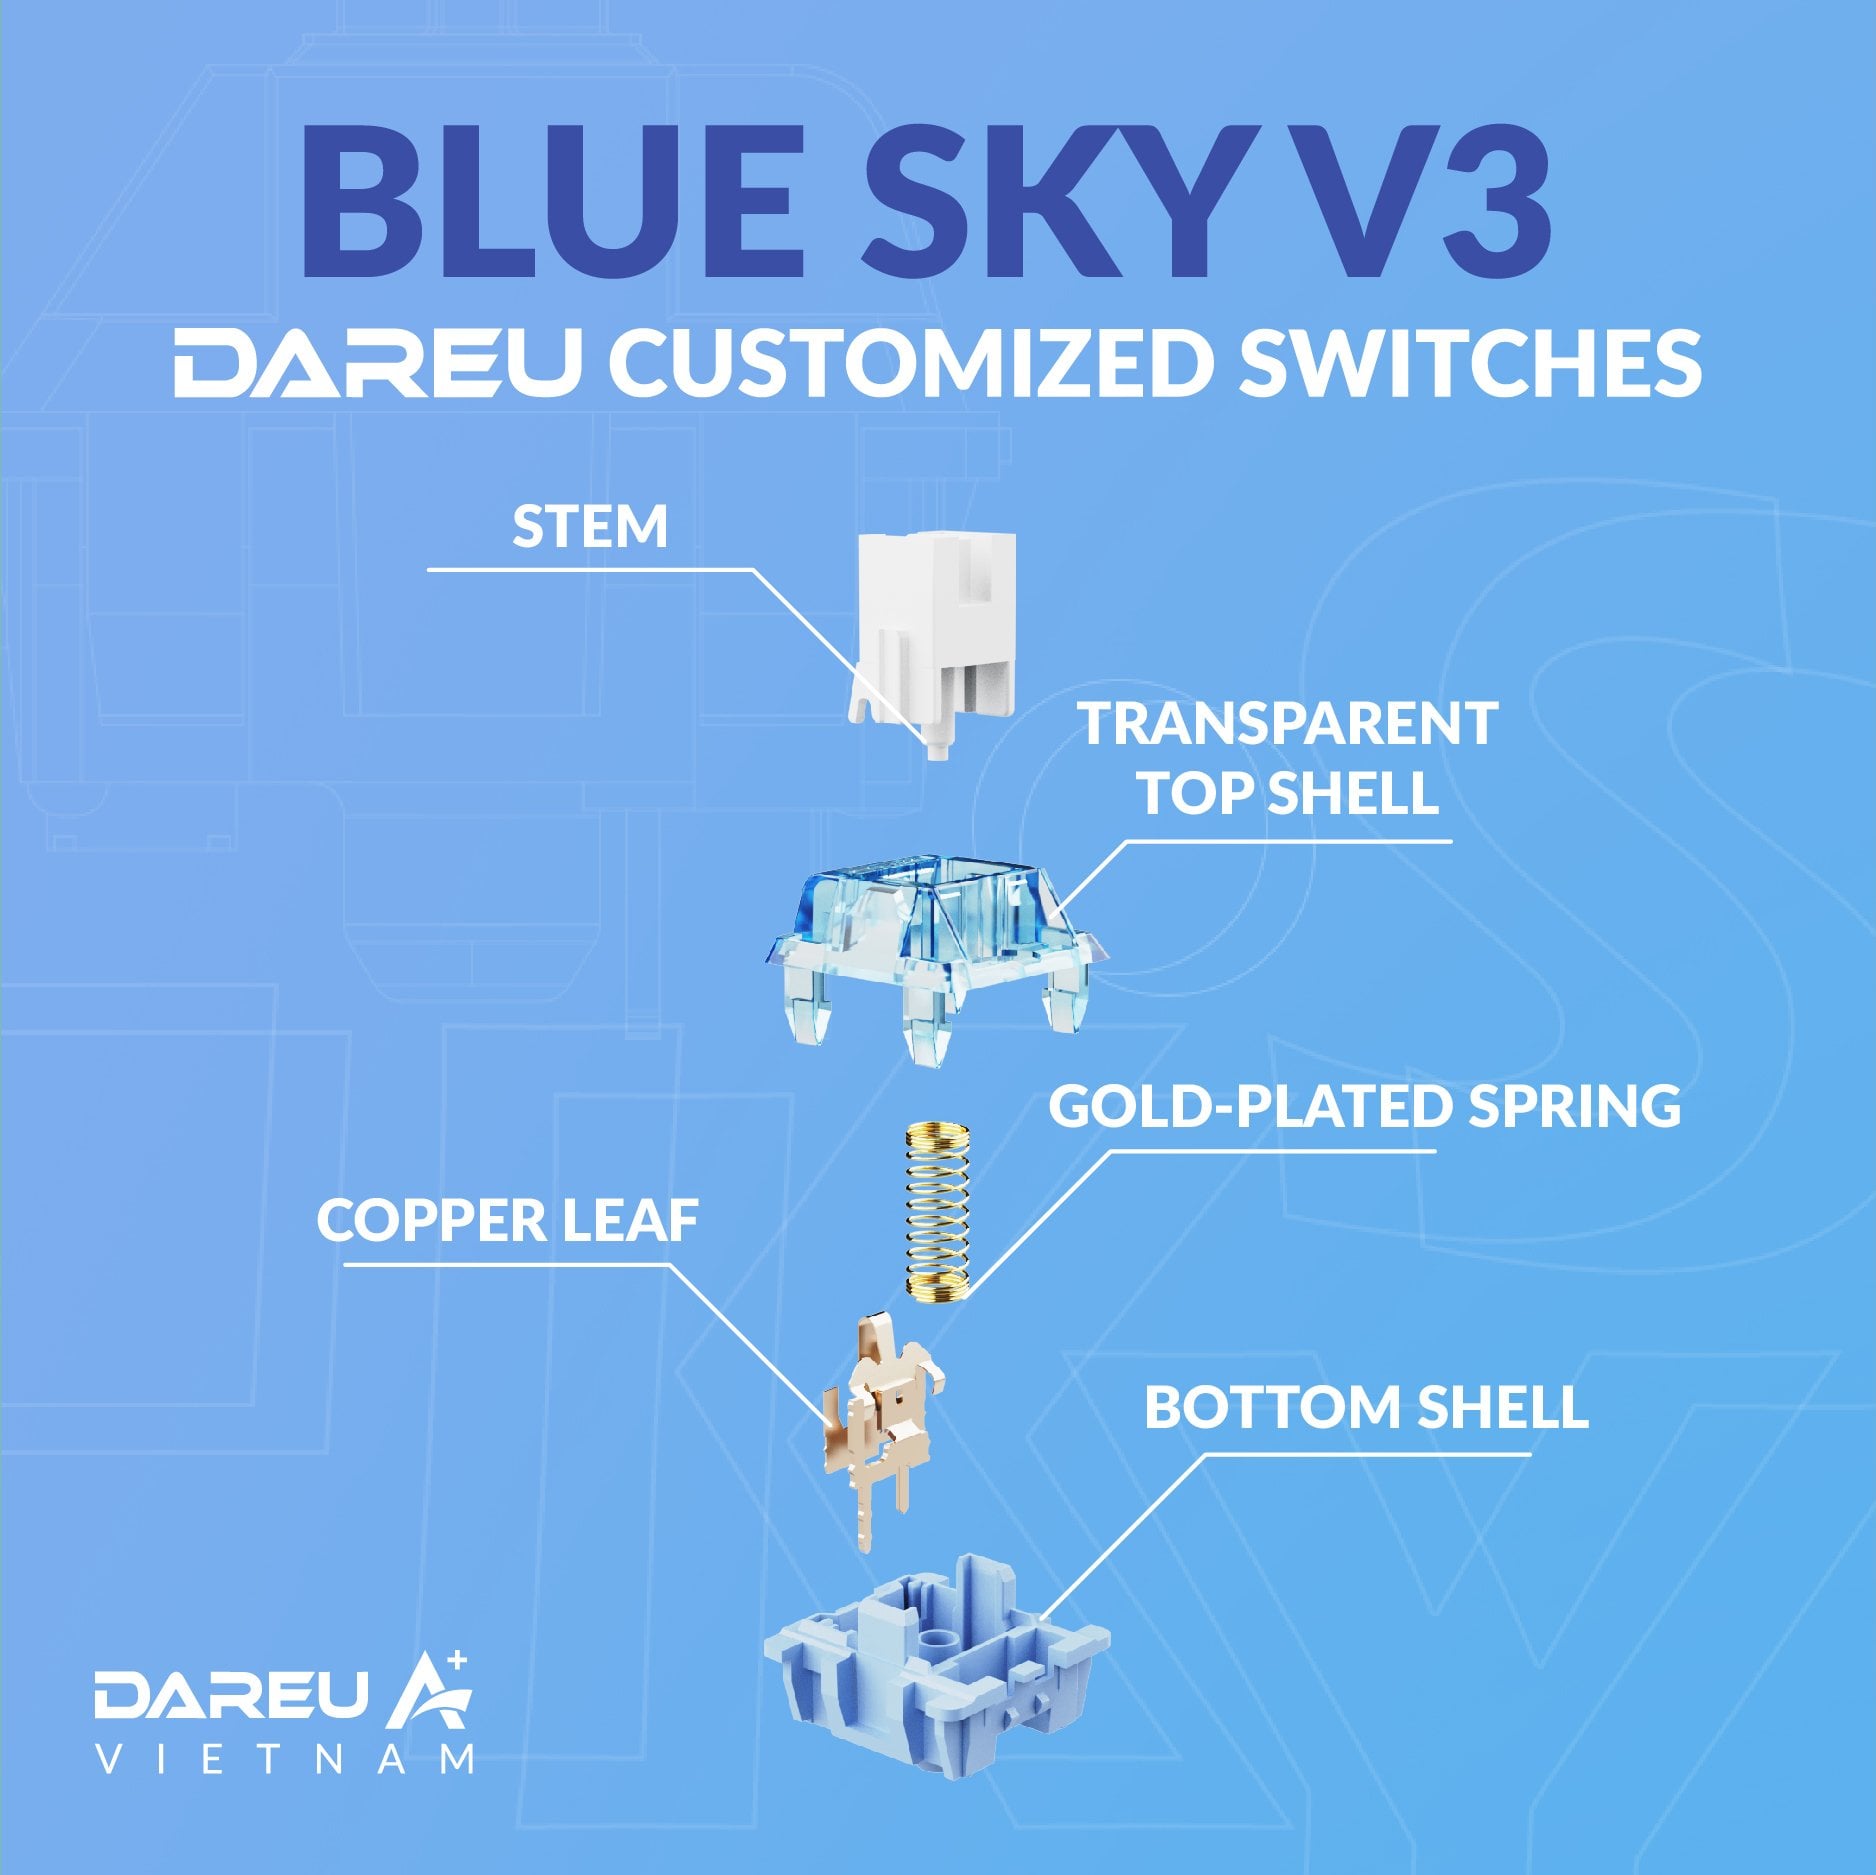 BLUE SKY V3
DAREU CUSTOMIZED SWITCHES
STEM
TRANSPARENT
TOP SHELL
GOLD-PLATED SPRING
COPPER LEAF
BOTTOM SHELL
DAREU A+
VIETNAM